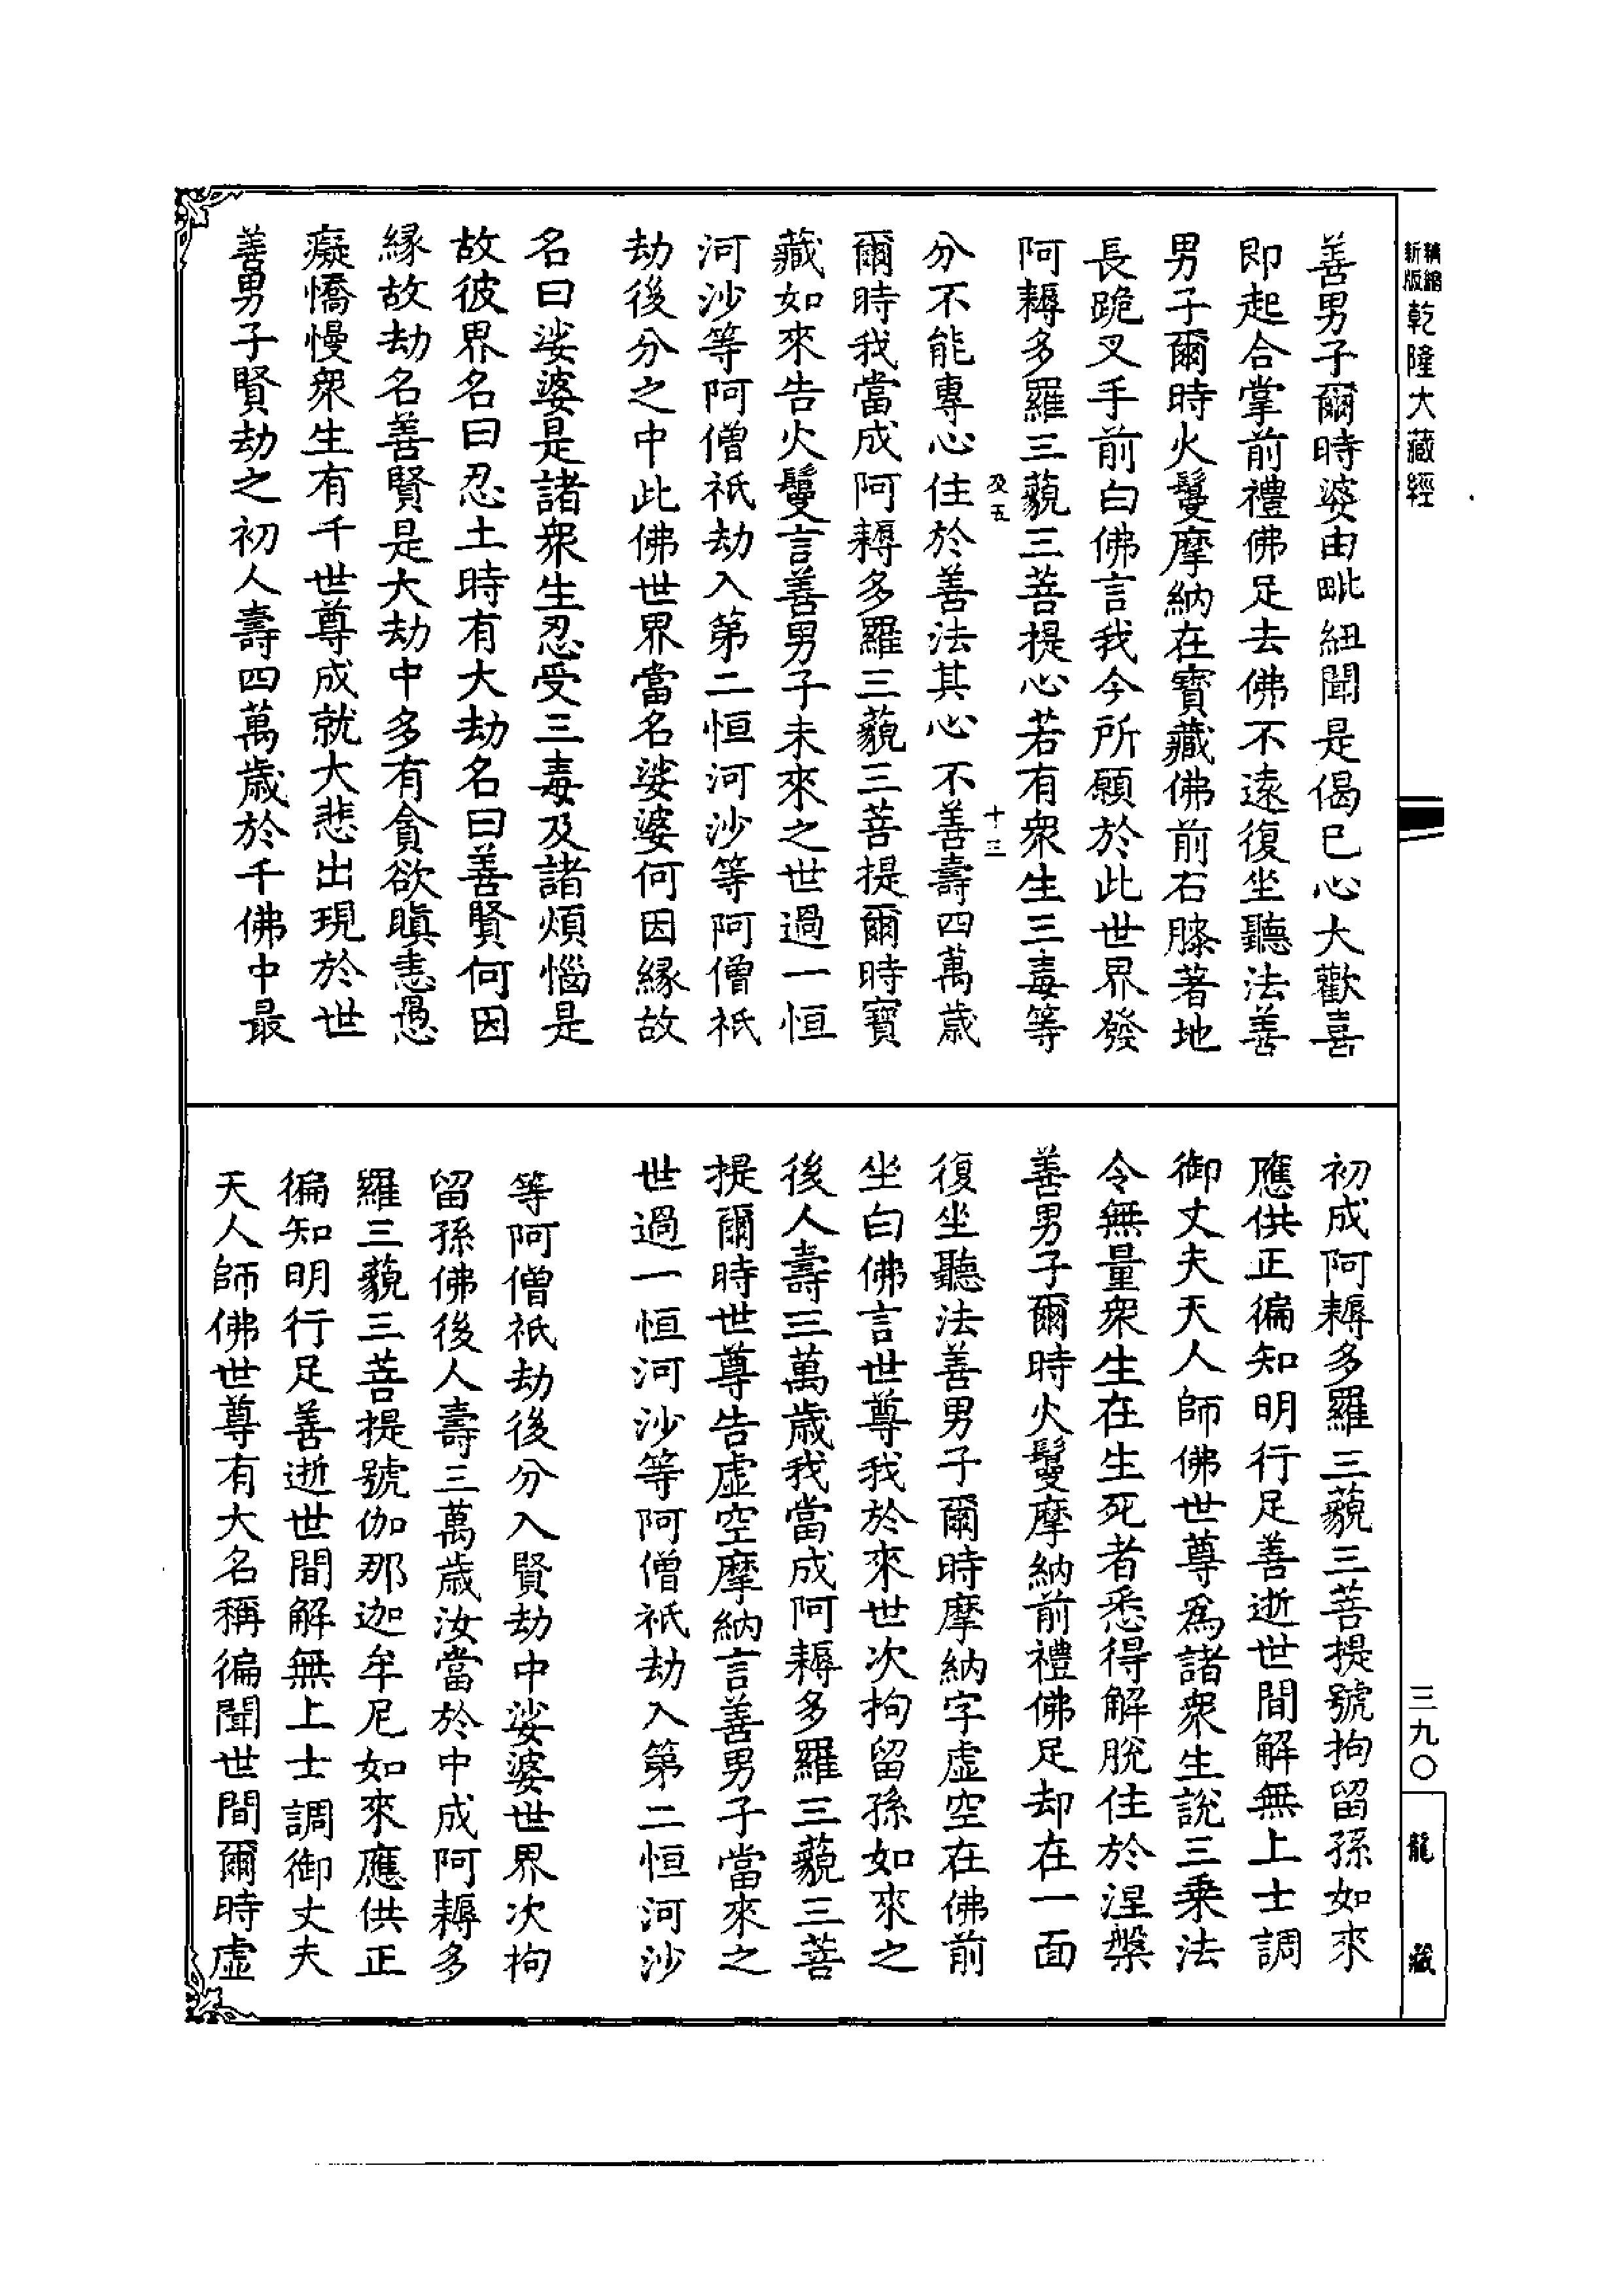 精縮
新版
乾隆大藏經
善男子爾時婆由毗紐聞是偈已心大歡喜
即起合掌前禮佛足去佛不遠復坐聽法善
男子爾時火鬘摩納在寶藏佛前右膝著地
長跪叉手前白佛言我今所願於此世界發
阿耨多羅三藐三菩提心若有衆生三毒等
及五
十三
分不能專心住於善法其心不善壽四萬歲
爾時我當成阿耨多羅三藐三菩提爾時寶
藏如來告火鬘言善男子未來之世過一恒
河沙等阿僧祇劫入第二恒河沙等阿僧祇
劫後分之中此佛世界當名娑婆何因緣故
名曰娑婆是諸衆生忍受三毒及諸煩惱是
故彼界名曰忍土時有大劫名曰善賢何因
緣故劫名善賢是大劫中多有貪欲瞋恚愚
癡憍慢衆生有千世尊成就大悲出現於世
善男子賢劫之初人壽四萬歲於千佛中最
初成阿耨多羅三藐三菩提號拘留孫如來
應供正徧知明行足善逝世間解無上士調
御丈夫天人師佛世尊爲諸衆生說三乘法
令無量衆生在生死者悉得解脫住於涅槃
善男子爾時火鬘摩納前禮佛足却在一面
復坐聽法善男子爾時摩納字虛空在佛前
坐白佛言世尊我於來世次拘留孫如來之
後人壽三萬歲我當成阿耨多羅三藐三菩
提爾時世尊告虛空摩納言善男子當來之
世過一恒河沙等阿僧祇劫入第二恒河沙
等阿僧祇劫後分入賢劫中娑婆世界次拘
留孫佛後人壽三萬歲汝當於中成阿耨多
羅三藐三菩提號伽那迦牟尼如來應供正
徧知明行足善逝世間解無上士調御丈夫
天人師佛世尊有大名稱徧聞世間爾時虛
三九〇
龍藏